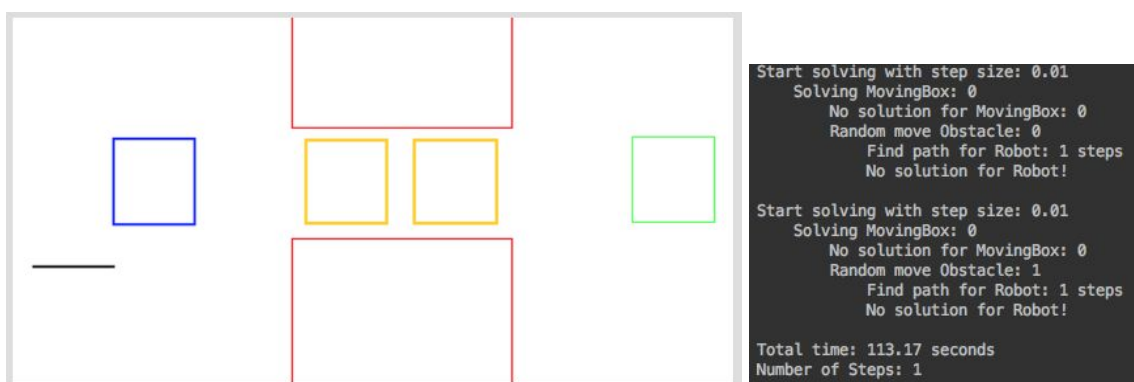 Start solving with step size: 0.01
Solving MovingBox: 0
No solution for MovingBox: 0
Random move Obstacle: 0
Find path for Robot: 1 steps
No solution for Robot!
Start solving with step size: 0.01
Solving MovingBox: 0
No solution for MovingBox: 0
Random move Obstacle: 1
Find path for Robot: 1 steps
No solution for Robot!
Total time: 113.17 seconds
Number of Steps: 1